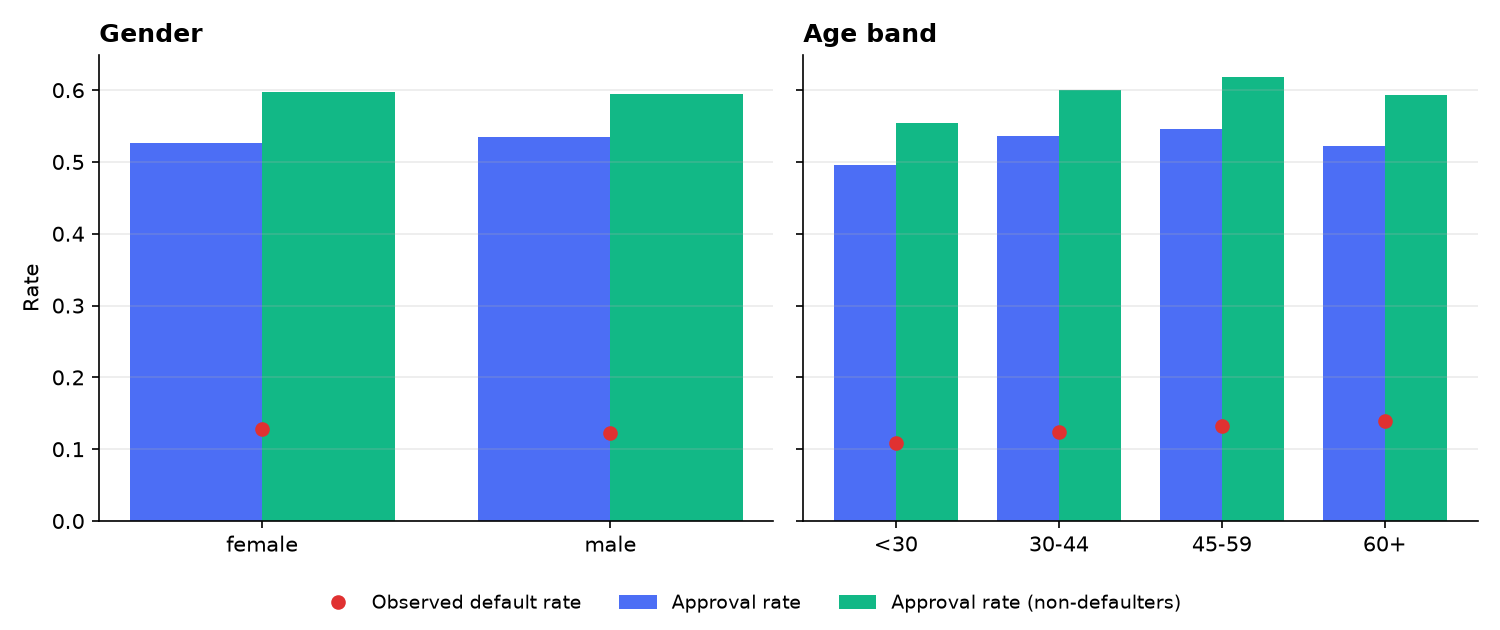 Gender
Age band
Rate
0.6
0.5
0.4
0.3
0.2
0.1
0.0
female
male
<30
30-44
45-59
60+
Observed default rate
Approval rate
Approval rate (non-defaulters)